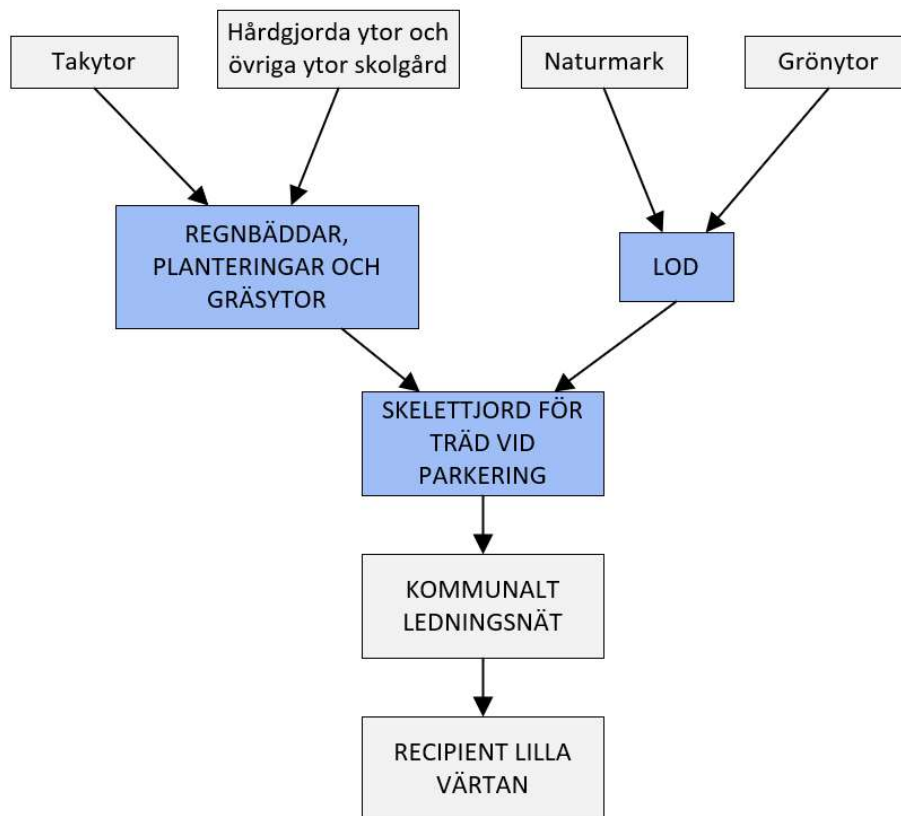 Takytor
Hårdgjorda ytor och
övriga ytor skolgård
Naturmark
Grönytor
REGNBÄDDAR,
PLANTERINGAR OCH
GRÄSYTOR
LOD
SKELETTJORD FÖR
TRÄD VID
PARKERING
KOMMUNALT
LEDNINGSNÄT
RECIPIENT LILLA
VÄRTAN